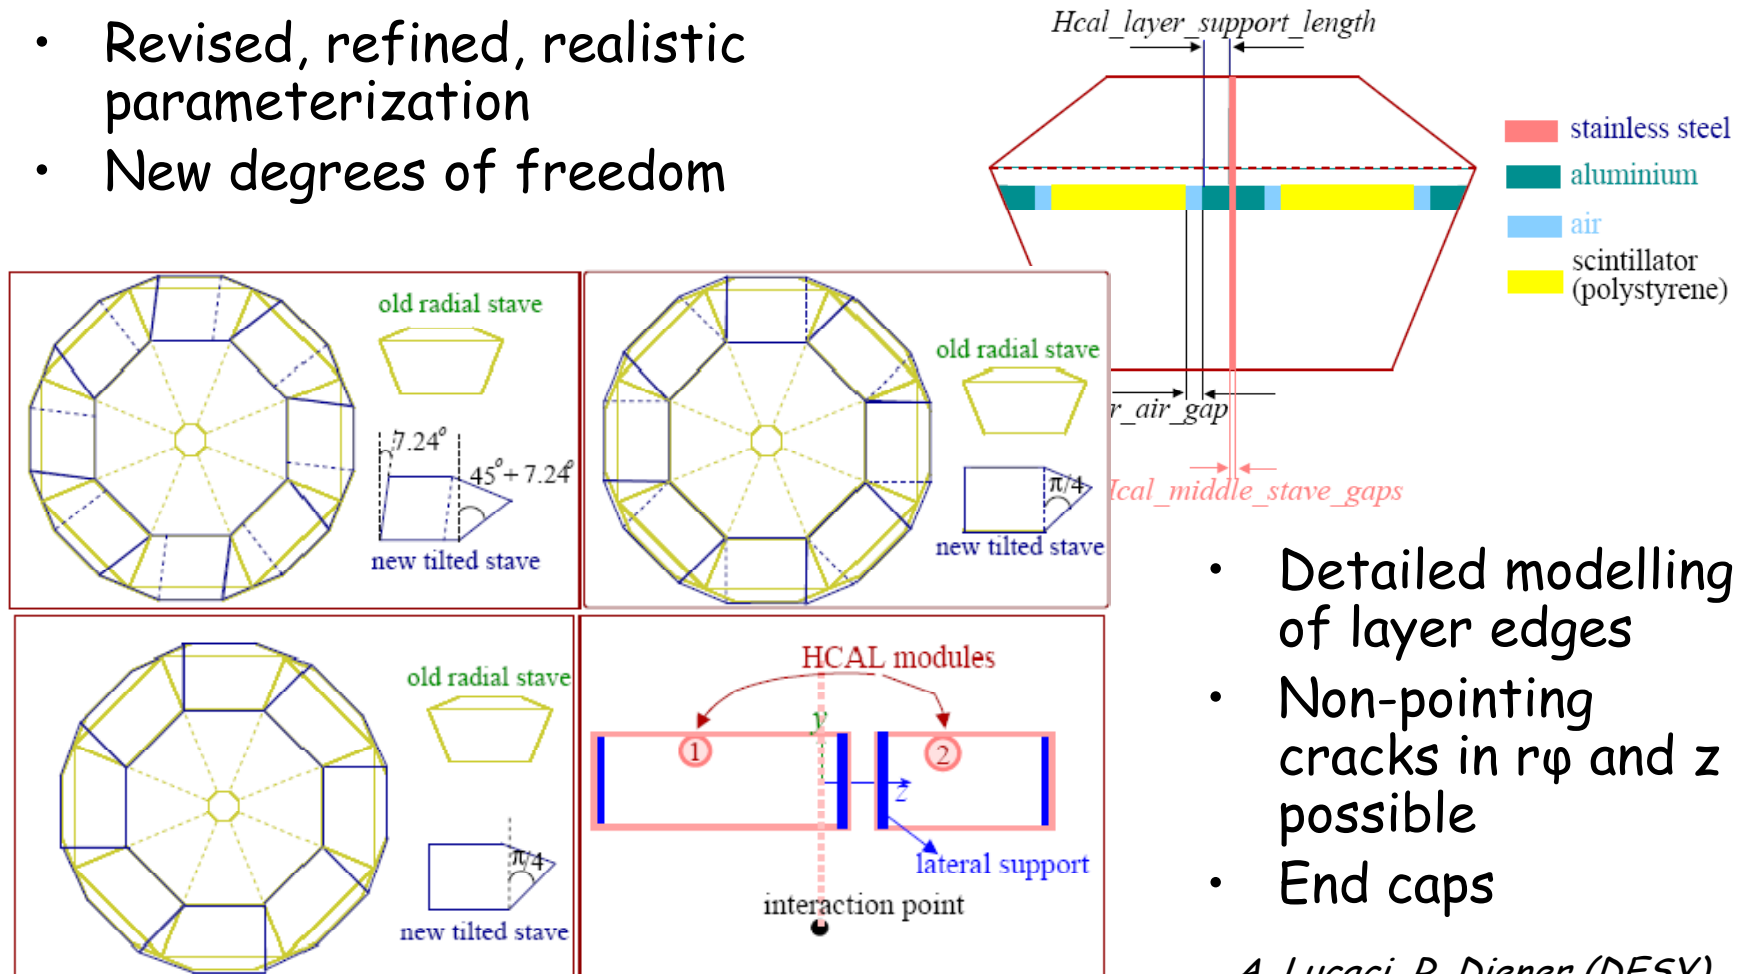 • Revised, refined, realistic
parameterization
• New degrees of freedom
Hcal_layer_support_length
stainless steel
aluminium
air
scintillator
(polystyrene)
r_air_gap
Hcal_middle_stave_gaps
old radial stave
7.24°
45°+7.24°
new tilted stave
old radial stave
π/4
new tilted stave
old radial stave
π/4
new tilted stave
HCAL modules
y
1
2
z
lateral support
interaction point
• Detailed modelling
of layer edges
• Non-pointing
cracks in rφ and z
possible
• End caps
A. Lucaci, R. Diener (DESY)